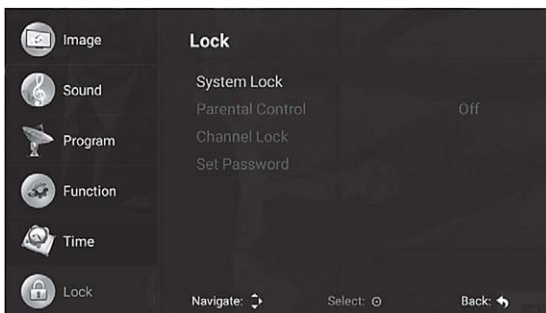 Image
Sound
Program
Function
Time
Lock
Lock
System Lock
Parental Control Off
Channel Lock
Set Password
Navigate: Select: Back: